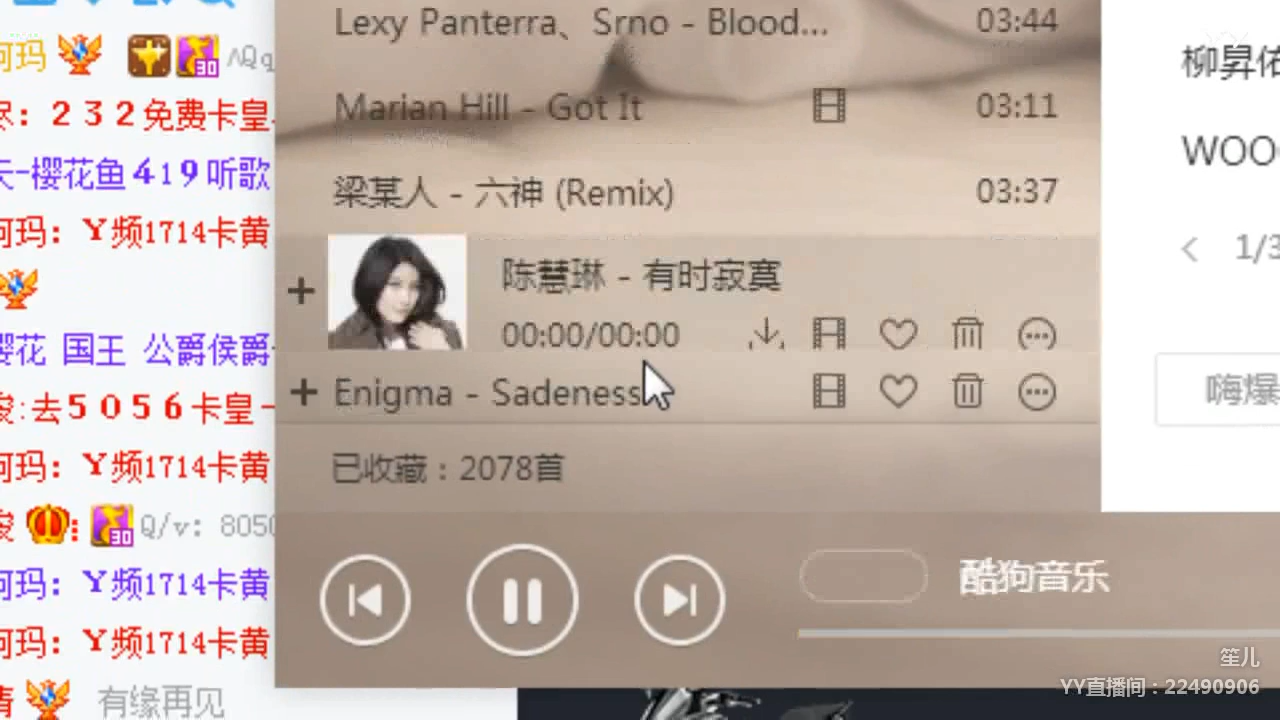 阿玛
30
^Qq
：232免费卡皇
天-樱花鱼419听歌
阿玛：Y频1714卡黄
樱花 国王 公爵侯爵
:去5056卡皇
阿玛：Y频1714卡黄
30 Q/v: 8050
阿玛：Y频1714卡黄
阿玛：Y频1714卡黄
有缘再见
Lexy Panterra、Srno - Blood... 03:44
Marian Hill - Got It 03:11
梁某人 - 六神 (Remix) 03:37
陈慧琳 - 有时寂寞
00:00/00:00
Enigma - Sadeness
已收藏：2078首
酷狗音乐
柳昇佑
WOO
1/3
嗨爆
笙儿
YY直播间：22490906